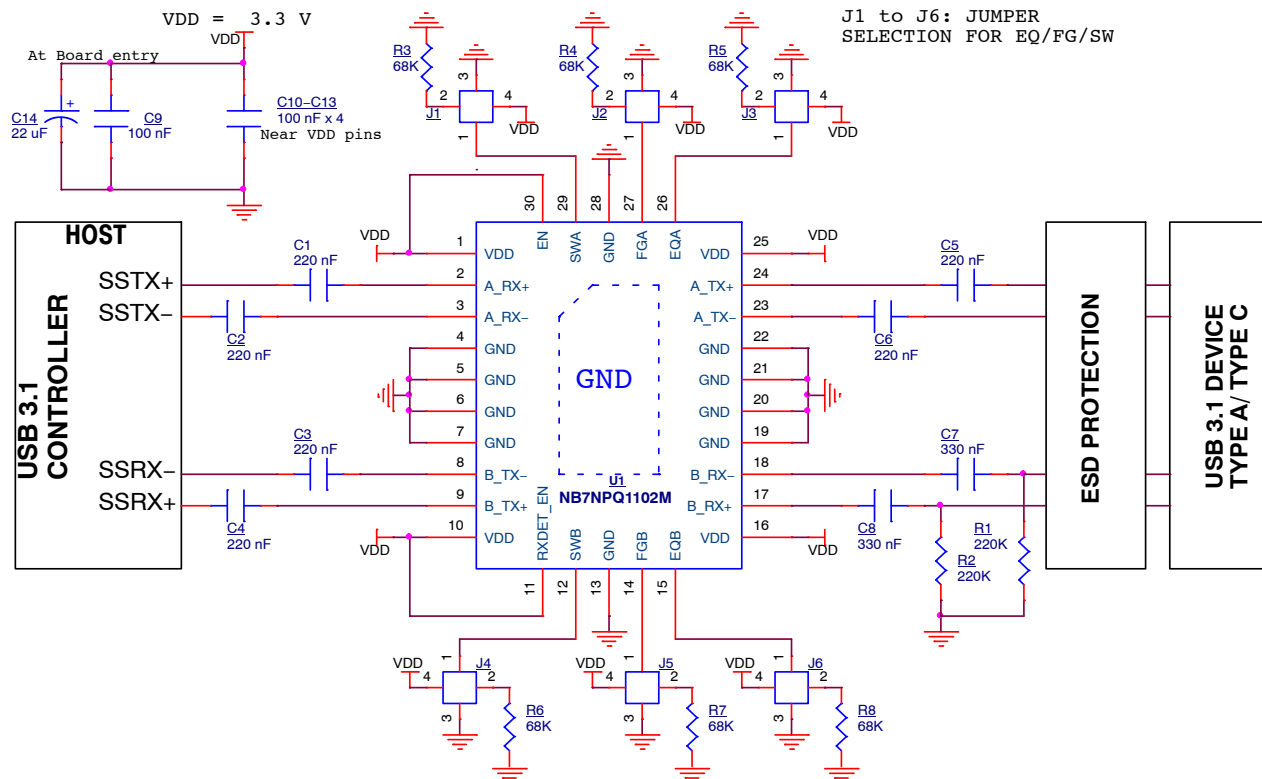 VDD = 3.3 V
VDD
At Board entry
C14
22 uF
+
C9
100 nF
C10-C13
100 nF x 4
Near VDD pins
J1 to J6: JUMPER
SELECTION FOR EQ/FG/SW
R3
68K
3
2
4
J1
1
VDD
R4
68K
3
2
4
J2
1
VDD
R5
68K
3
2
4
J3
1
VDD
30
29
28
27
26
EN
SWA
GND
FGA
EQA
HOST
USB 3.1
CONTROLLER
SSTX+
SSTX-
SSRX-
SSRX+
C1
220 nF
C2
220 nF
C3
220 nF
C4
220 nF
VDD
VDD
1 VDD
2 A_RX+
3 A_RX-
4 GND
5 GND
6 GND
7 GND
8 B_TX-
9 B_TX+
10 VDD
GND
U1
NB7NPQ1102M
VDD 25
A_TX+ 24
A_TX- 23
GND 22
GND 21
GND 20
GND 19
B_RX- 18
B_RX+ 17
VDD 16
VDD
VDD
C5
220 nF
C6
220 nF
C7
330 nF
C8
330 nF
R1
220K
R2
220K
ESD PROTECTION
USB 3.1 DEVICE
TYPE A/ TYPE C
RXDET_EN
SWB
GND
FGB
EQB
11
12
13
14
15
VDD
1
J4
4
2
3
R6
68K
VDD
1
J5
4
2
3
R7
68K
VDD
1
J6
4
2
3
R8
68K